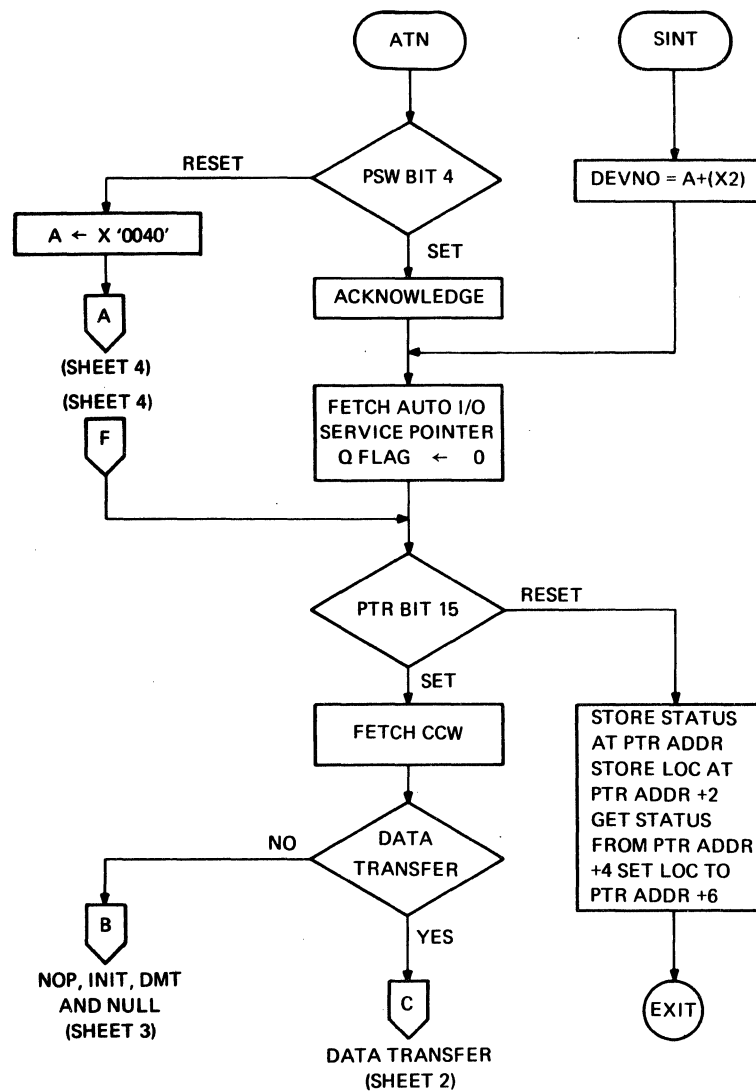 ATN
SINT
RESET
PSW BIT 4
DEVNO = A+(X2)
A ← X '0040'
SET
ACKNOWLEDGE
A
(SHEET 4)
(SHEET 4)
F
FETCH AUTO I/O
SERVICE POINTER
Q FLAG ← 0
PTR BIT 15
RESET
SET
FETCH CCW
STORE STATUS
AT PTR ADDR
STORE LOC AT
PTR ADDR +2
GET STATUS
FROM PTR ADDR
+4 SET LOC TO
PTR ADDR +6
NO
DATA
TRANSFER
YES
B
NOP, INIT, DMT
AND NULL
(SHEET 3)
C
DATA TRANSFER
(SHEET 2)
EXIT